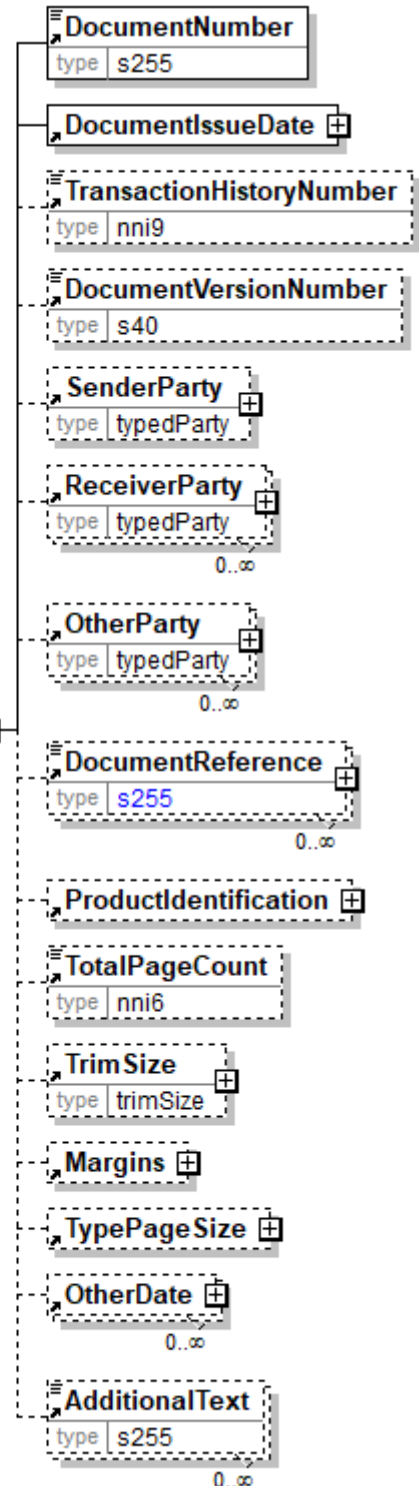 DocumentNumber
type s255
DocumentIssueDate
TransactionHistoryNumber
type nni9
DocumentVersionNumber
type s40
SenderParty
type typedParty
ReceiverParty
type typedParty
0..∞
OtherParty
type typedParty
0..∞
DocumentReference
type s255
0..∞
ProductIdentification
TotalPageCount
type nni6
TrimSize
type trimSize
Margins
TypePageSize
OtherDate
0..∞
AdditionalText
type s255
0..∞